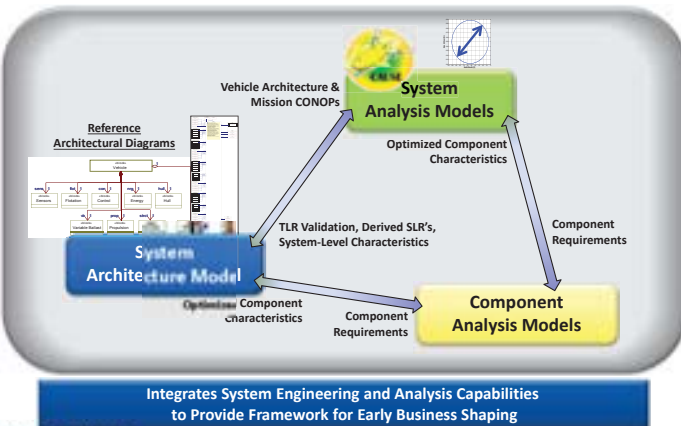 CAUSE
System
Analysis Models
Vehicle Architecture &
Mission CONOPs
Reference
Architectural Diagrams
Vehicle
Sensors
Flotation
Control
Energy
Hull
Variable Ballast
Propulsion
Optimized Component
Characteristics
TLR Validation, Derived SLR's,
System-Level Characteristics
Component
Requirements
System
Architecture Model
Component
Characteristics
Component
Requirements
Component
Analysis Models
Integrates System Engineering and Analysis Capabilities
to Provide Framework for Early Business Shaping